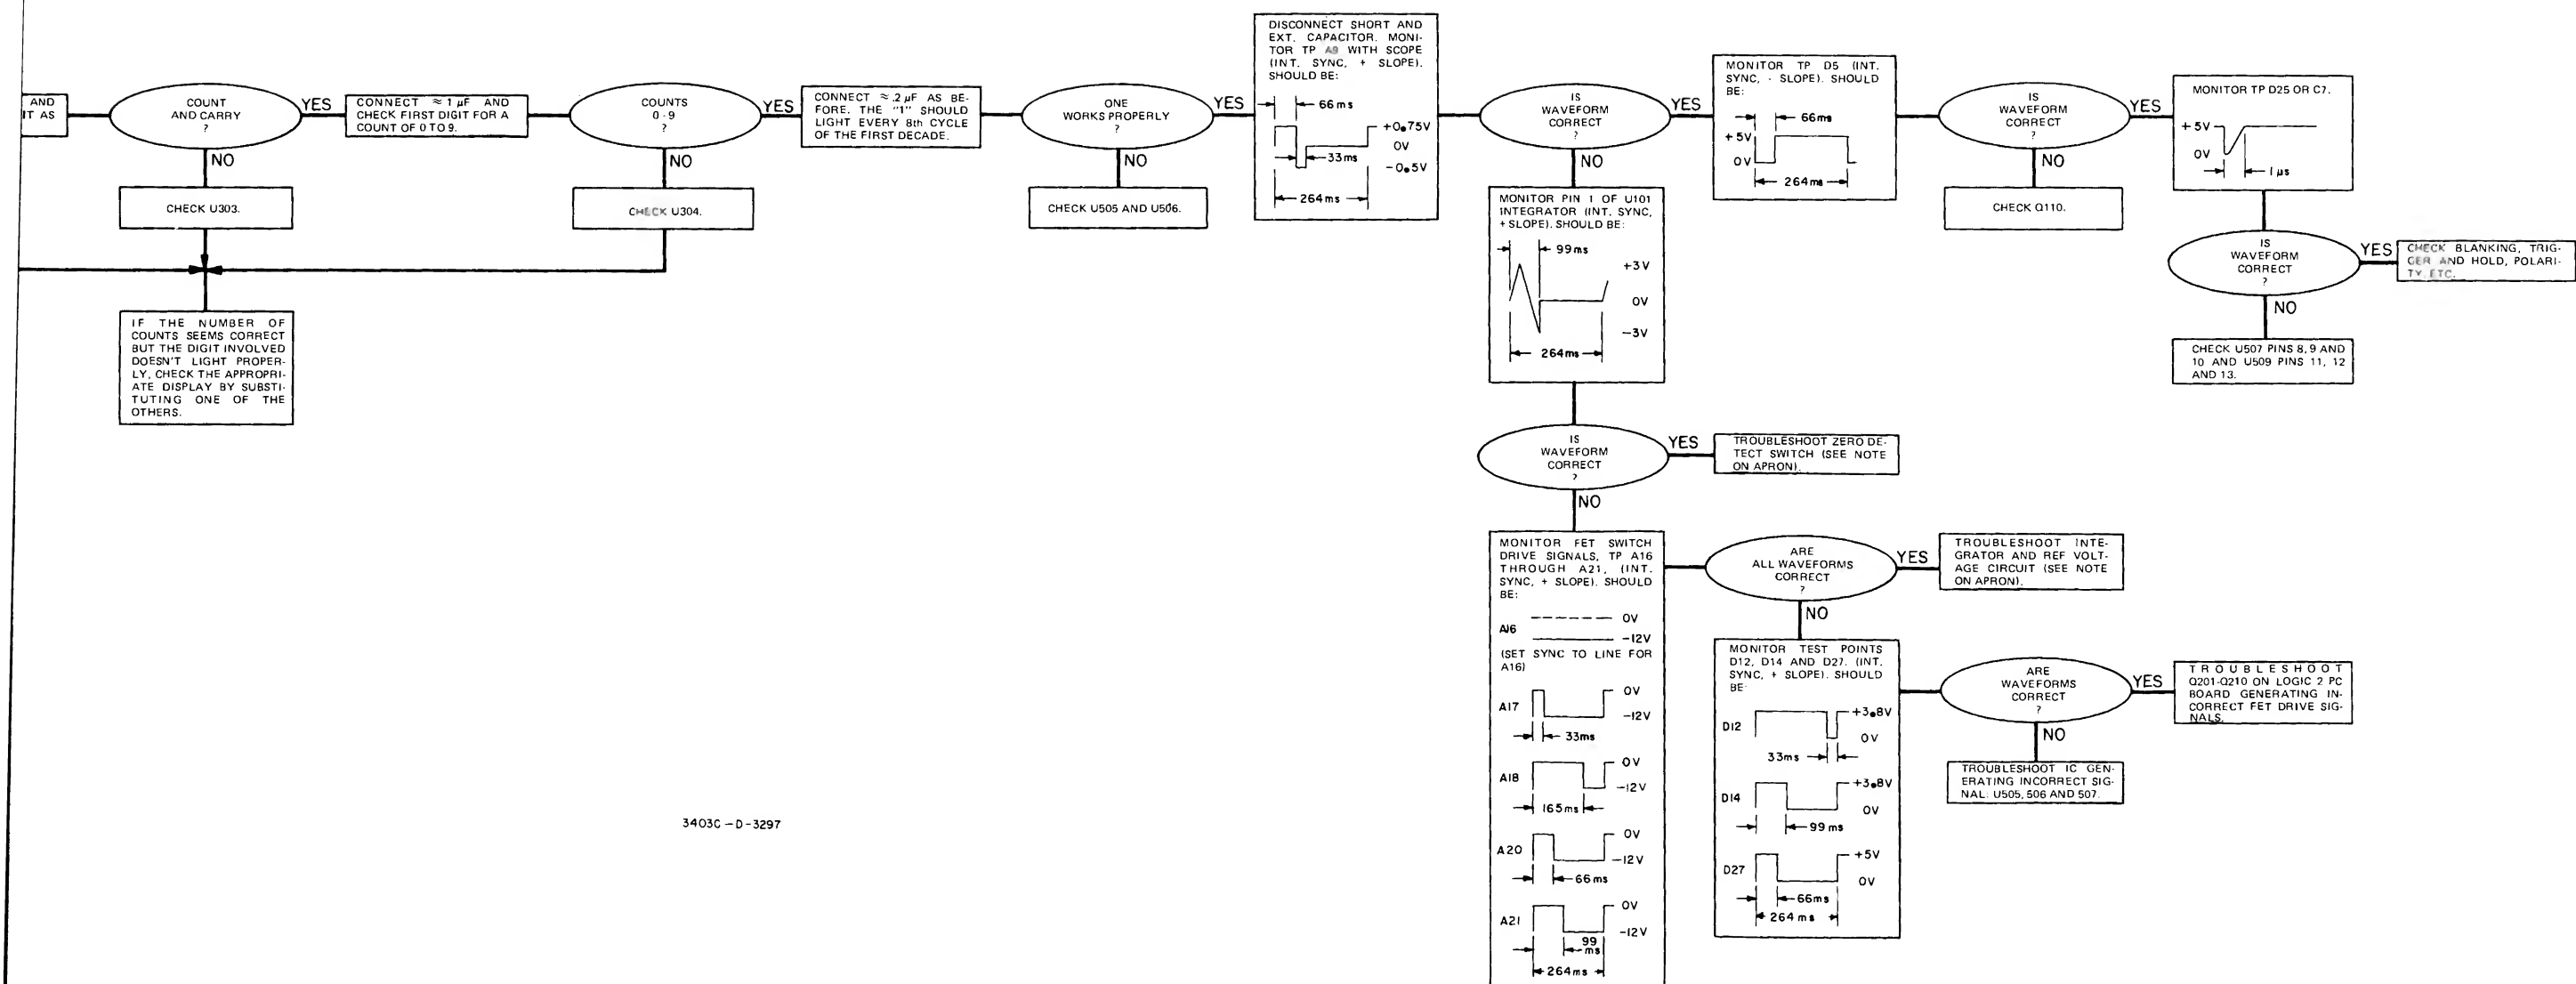 AND
IT AS
COUNT
AND CARRY
?
YES
NO
CHECK U303.
IF THE NUMBER OF
COUNTS SEEMS CORRECT
BUT THE DIGIT INVOLVED
DOESN'T LIGHT PROPER-
LY, CHECK THE APPROPRI-
ATE DISPLAY BY SUBSTI-
TUTING ONE OF THE
OTHERS.
CONNECT ≈ 1 µF AND
CHECK FIRST DIGIT FOR A
COUNT OF 0 TO 9.
COUNTS
0 - 9
?
YES
NO
CHECK U304.
CONNECT ≈ .2 µF AS BE-
FORE. THE "1" SHOULD
LIGHT EVERY 8th CYCLE
OF THE FIRST DECADE.
ONE
WORKS PROPERLY
?
YES
NO
CHECK U505 AND U506.
DISCONNECT SHORT AND
EXT. CAPACITOR. MONI-
TOR TP A9 WITH SCOPE
(INT. SYNC, + SLOPE).
SHOULD BE:
66 ms
+0.75V
0V
33ms
-0.5V
264ms
IS
WAVEFORM
CORRECT
?
YES
NO
MONITOR PIN 1 OF U101
INTEGRATOR (INT. SYNC,
+ SLOPE). SHOULD BE:
99ms
+3V
0V
-3V
264ms
IS
WAVEFORM
CORRECT
?
YES
NO
TROUBLESHOOT ZERO DE-
TECT SWITCH (SEE NOTE
ON APRON).
MONITOR FET SWITCH
DRIVE SIGNALS, TP A16
THROUGH A21, (INT.
SYNC, + SLOPE). SHOULD
BE:
A16
0V
-12V
(SET SYNC TO LINE FOR
A16)
A17
0V
-12V
33ms
A18
0V
-12V
165ms
A20
0V
-12V
66ms
A21
0V
-12V
99
ms
264ms
ARE
ALL WAVEFORMS
CORRECT
?
YES
NO
TROUBLESHOOT INTE-
GRATOR AND REF VOLT-
AGE CIRCUIT (SEE NOTE
ON APRON).
MONITOR TEST POINTS
D12, D14 AND D27. (INT.
SYNC, + SLOPE). SHOULD
BE:
D12
+3.8V
0V
33ms
D14
+3.8V
0V
99 ms
D27
+5V
0V
66ms
264 ms
ARE
WAVEFORMS
CORRECT
?
YES
NO
TROUBLESHOOT
Q201-Q210 ON LOGIC 2 PC
BOARD GENERATING IN-
CORRECT FET DRIVE SIG-
NALS.
TROUBLESHOOT IC GEN-
ERATING INCORRECT SIG-
NAL: U505, 506 AND 507.
MONITOR TP D5 (INT.
SYNC, - SLOPE). SHOULD
BE:
66ms
+5V
0V
264ms
IS
WAVEFORM
CORRECT
?
YES
NO
CHECK Q110.
MONITOR TP D25 OR C7.
+5V
0V
1 µs
IS
WAVEFORM
CORRECT
?
YES
NO
CHECK BLANKING, TRIG-
GER AND HOLD, POLARI-
TY, ETC.
CHECK U507 PINS 8, 9 AND
10 AND U509 PINS 11, 12
AND 13.
3403C-D-3297